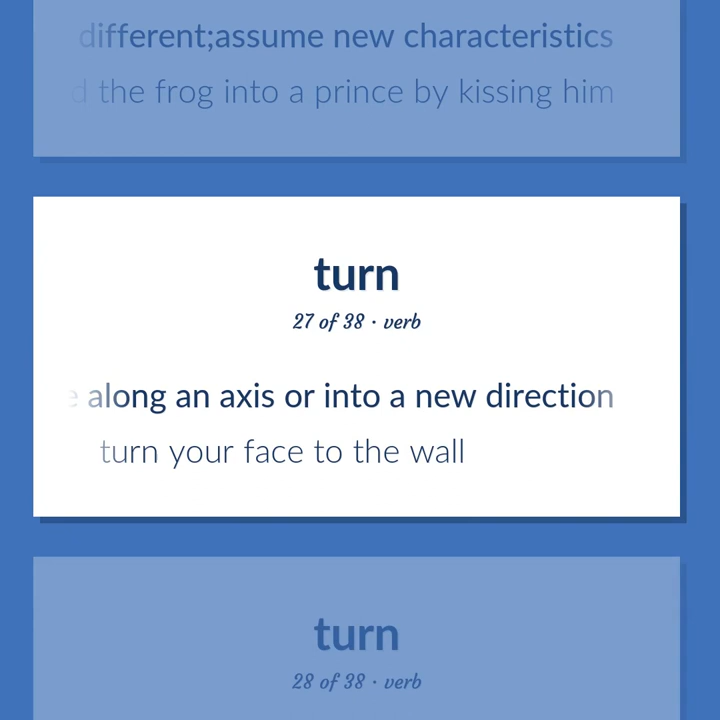 different;assume new characteristics
the frog into a prince by kissing him
turn
27 of 38 · verb
along an axis or into a new direction
turn your face to the wall
turn
28 of 38 · verb